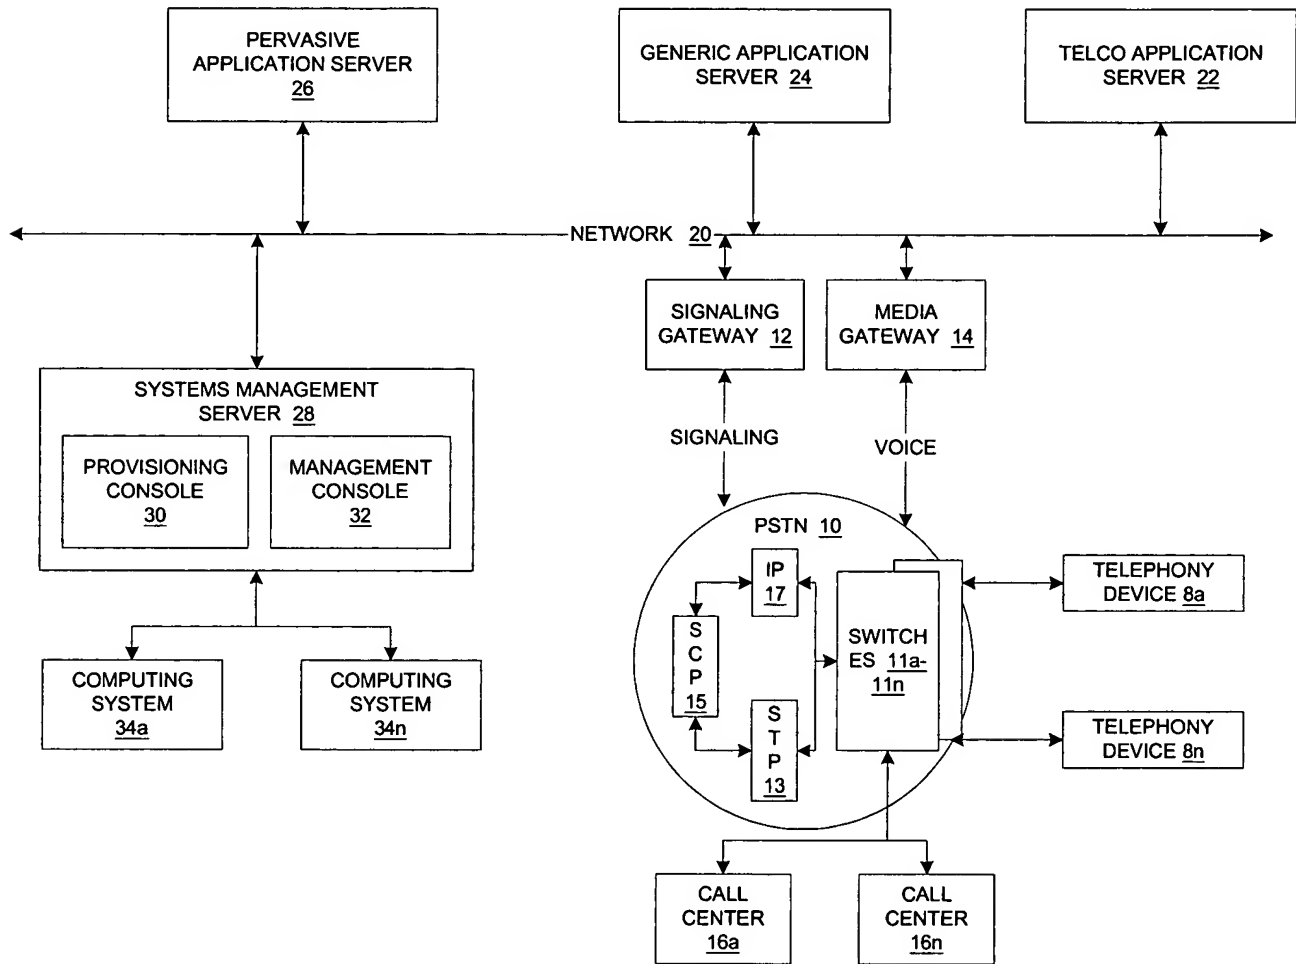 PERVASIVE
APPLICATION SERVER
26
GENERIC APPLICATION
SERVER 24
TELCO APPLICATION
SERVER 22
NETWORK 20
SIGNALING
GATEWAY 12
MEDIA
GATEWAY 14
SYSTEMS MANAGEMENT
SERVER 28
PROVISIONING
CONSOLE
30
MANAGEMENT
CONSOLE
32
SIGNALING
VOICE
PSTN 10
IP
17
S
C
P
15
S
T
P
13
SWITCH
ES 11a-
11n
TELEPHONY
DEVICE 8a
TELEPHONY
DEVICE 8n
COMPUTING
SYSTEM
34a
COMPUTING
SYSTEM
34n
CALL
CENTER
16a
CALL
CENTER
16n